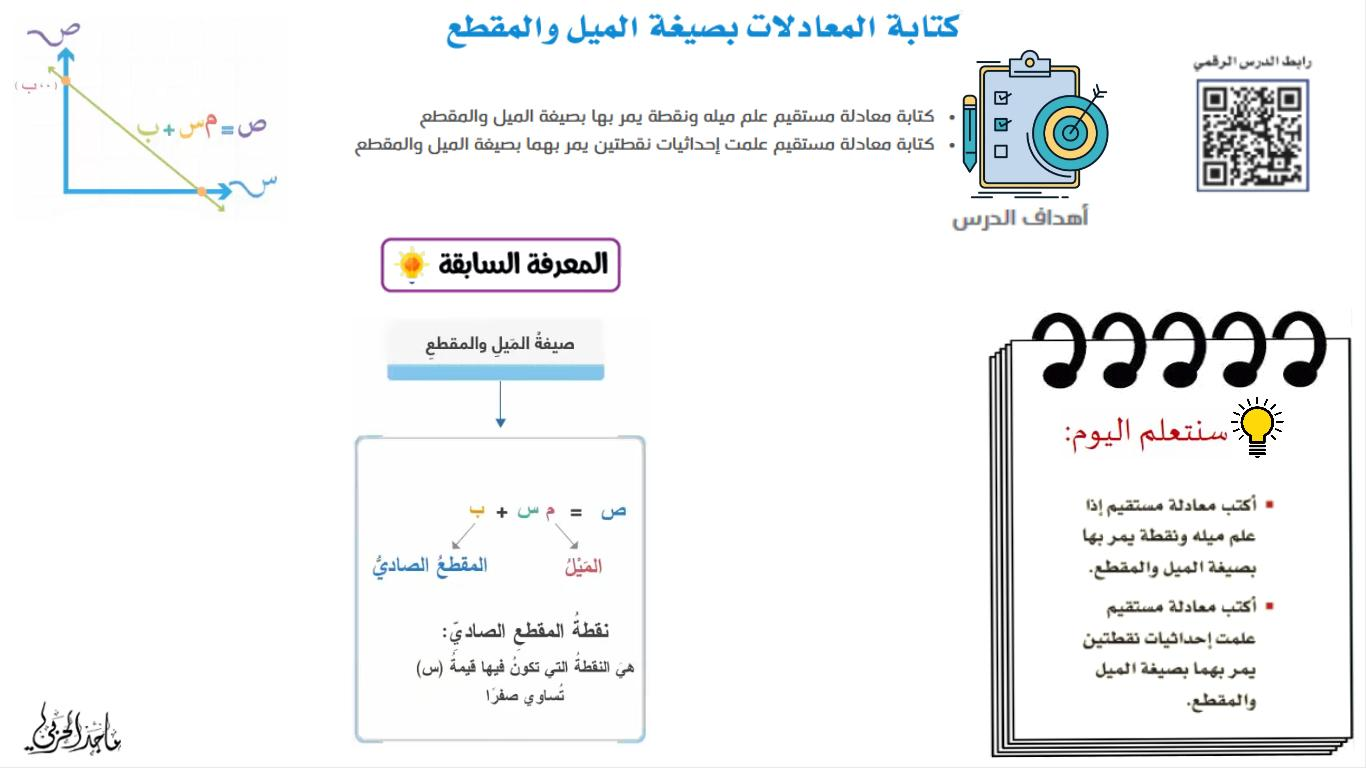 كتابة المعادلات بصيغة الميل والمقطع
رابط الدرس الرقمي
• كتابة معادلة مستقيم علم ميله ونقطة يمر بها بصيغة الميل والمقطع
• كتابة معادلة مستقيم علمت إحداثيات نقطتين يمر بهما بصيغة الميل والمقطع
أهداف الدرس
ص
(٠، ب)
ص = م س + ب
س
المعرفة السابقة
صيغةُ المَيلِ والمقطعِ
ص = م س + ب
المَيْلُ
المقطعُ الصاديُّ
نقطةُ المقطعِ الصاديّ:
هيَ النقطةُ التي تكونُ فيها قيمةُ (س)
تُساوي صفرًا
سنتعلم اليوم:
▪ أكتب معادلة مستقيم إذا
علم ميله ونقطة يمر بها
بصيغة الميل والمقطع.
▪ أكتب معادلة مستقيم
علمت إحداثيات نقطتين
يمر بهما بصيغة الميل
والمقطع.
ماجد الحربي